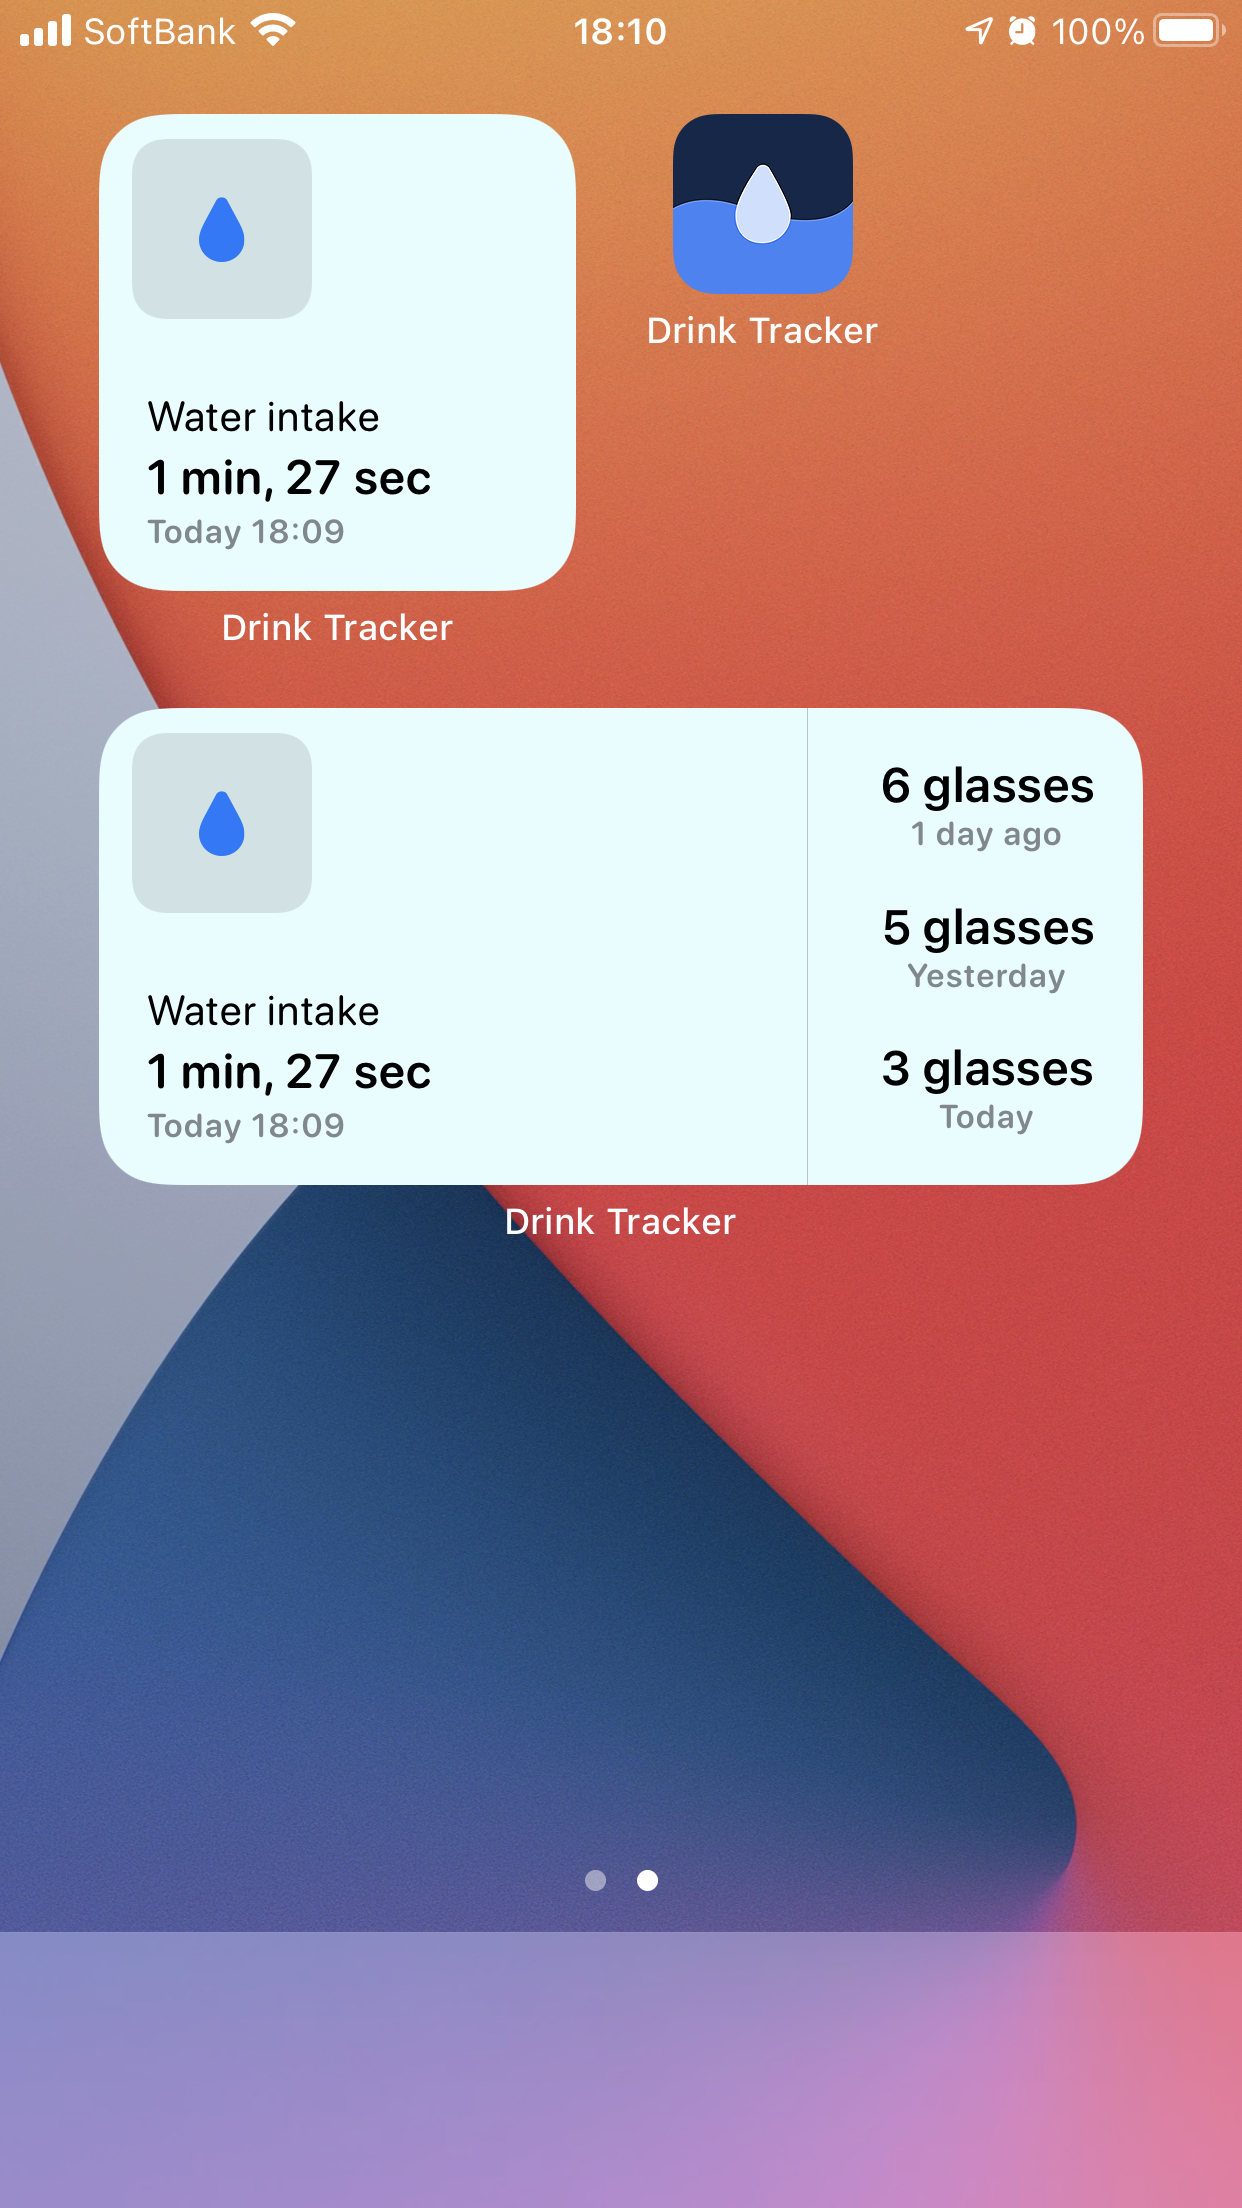 SoftBank 18:10 100%
Drink Tracker
Water intake
1 min, 27 sec
Today 18:09
Drink Tracker
Water intake
1 min, 27 sec
Today 18:09
6 glasses
1 day ago
5 glasses
Yesterday
3 glasses
Today
Drink Tracker